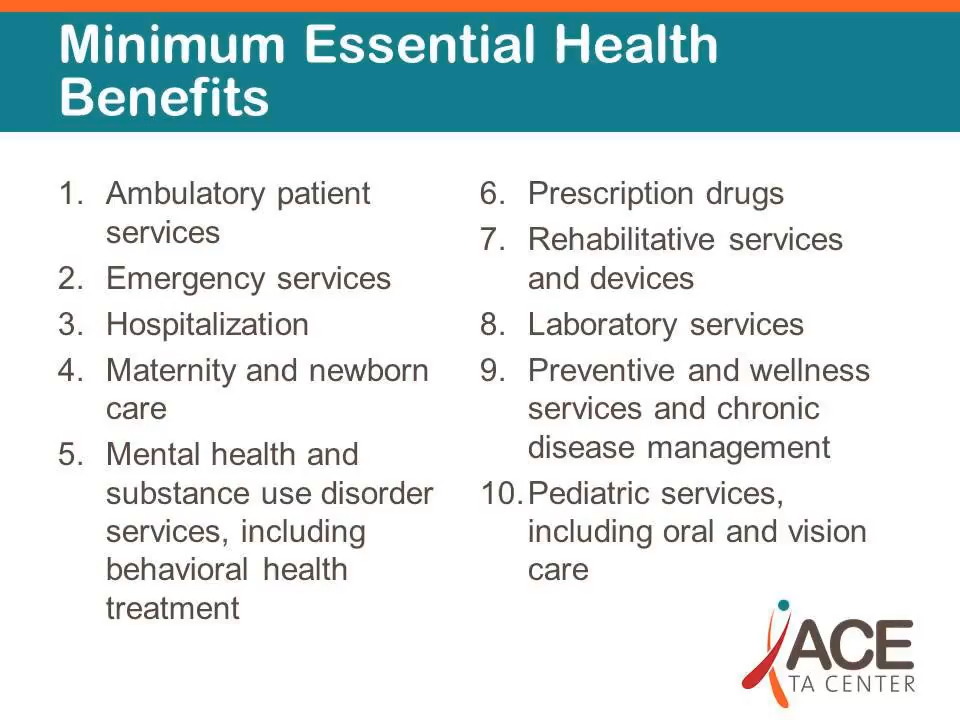 Minimum Essential Health
Benefits
1. Ambulatory patient
services
2. Emergency services
3. Hospitalization
4. Maternity and newborn
care
5. Mental health and
substance use disorder
services, including
behavioral health
treatment
6. Prescription drugs
7. Rehabilitative services
and devices
8. Laboratory services
9. Preventive and wellness
services and chronic
disease management
10. Pediatric services,
including oral and vision
care
ACE
TA CENTER